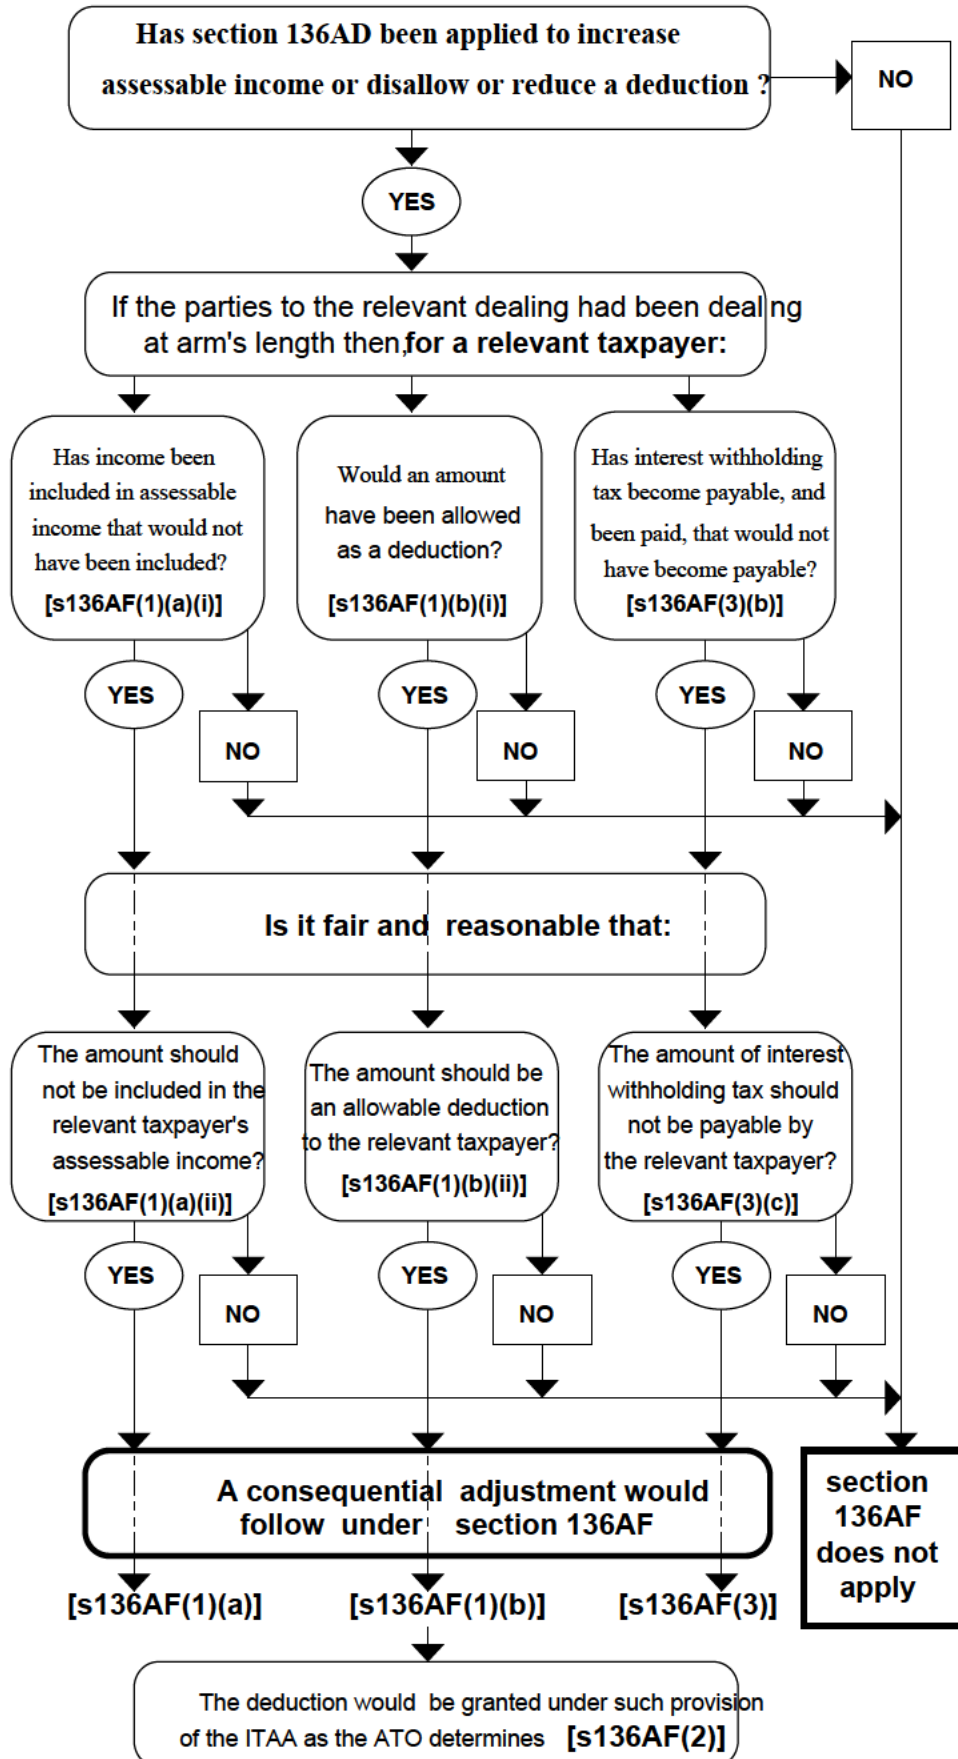 Has section 136AD been applied to increase
assessable income or disallow or reduce a deduction ?
NO
YES
If the parties to the relevant dealing had been dealing
at arm's length then, for a relevant taxpayer:
Has income been
included in assessable
income that would not
have been included?
[s136AF(1)(a)(i)]
Would an amount
have been allowed
as a deduction?
[s136AF(1)(b)(i)]
Has interest withholding
tax become payable, and
been paid, that would not
have become payable?
[s136AF(3)(b)]
YES
NO
YES
NO
YES
NO
Is it fair and reasonable that:
The amount should
not be included in the
relevant taxpayer's
assessable income?
[s136AF(1)(a)(ii)]
The amount should be
an allowable deduction
to the relevant taxpayer?
[s136AF(1)(b)(ii)]
The amount of interest
withholding tax should
not be payable by
the relevant taxpayer?
[s136AF(3)(c)]
YES
NO
YES
NO
YES
NO
A consequential adjustment would
follow under section 136AF
section
136AF
does not
apply
[s136AF(1)(a)]
[s136AF(1)(b)]
[s136AF(3)]
The deduction would be granted under such provision
of the ITAA as the ATO determines [s136AF(2)]